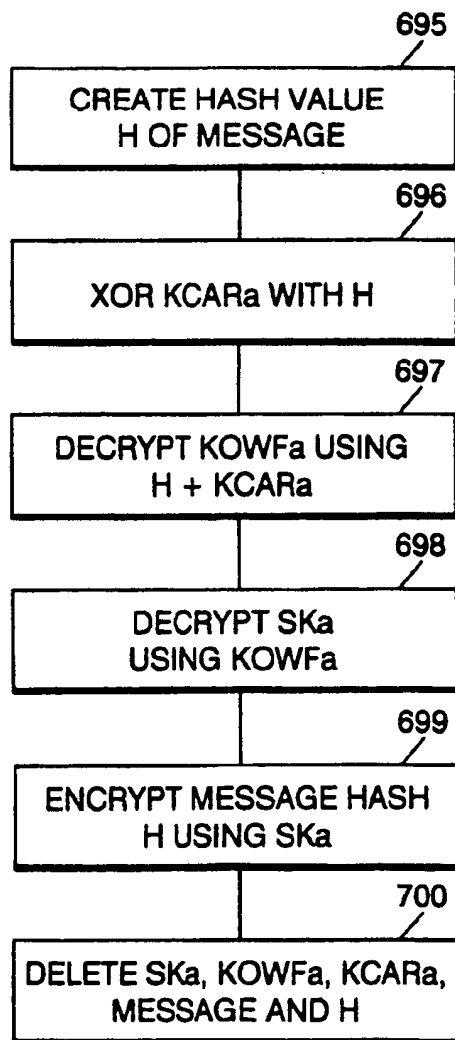 695
CREATE HASH VALUE
H OF MESSAGE
696
XOR KCARa WITH H
697
DECRYPT KOWFa USING
H + KCARa
698
DECRYPT SKa
USING KOWFa
699
ENCRYPT MESSAGE HASH
H USING SKa
700
DELETE SKa, KOWFa, KCARa,
MESSAGE AND H